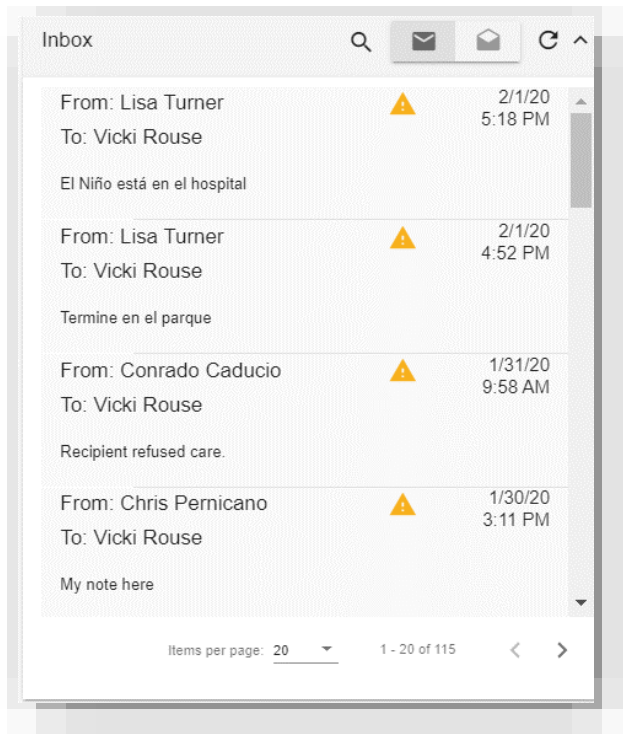 Inbox
From: Lisa Turner
2/1/20
To: Vicki Rouse
5:18 PM
El Niño está en el hospital
From: Lisa Turner
2/1/20
To: Vicki Rouse
4:52 PM
Termine en el parque
From: Conrado Caducio
1/31/20
To: Vicki Rouse
9:58 AM
Recipient refused care.
From: Chris Pernicano
1/30/20
To: Vicki Rouse
3:11 PM
My note here
Items per page: 20
1 - 20 of 115